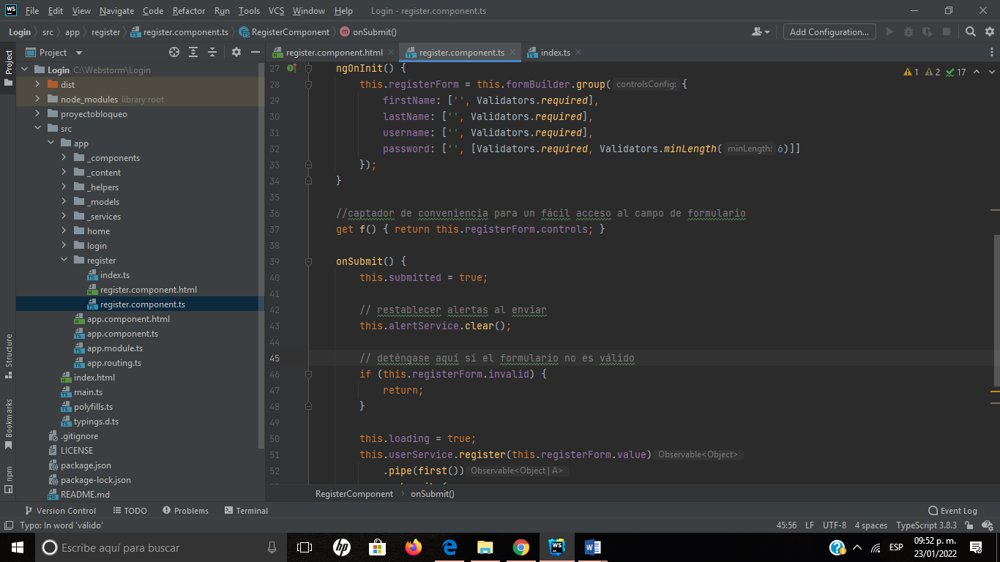 WS File Edit View Navigate Code Refactor Run Tools VCS Window Help Login - register.component.ts
Login src app register register.component.ts RegisterComponent m onSubmit() Add Configuration...
Project register.component.html register.component.ts index.ts
Project
Login C:\Webstorm\Login
dist
node_modules library root
proyectobloqueo
src
app
_components
_content
_helpers
_models
_services
home
login
register
index.ts
register.component.html
register.component.ts
app.component.html
app.component.ts
app.module.ts
app.routing.ts
index.html
main.ts
polyfills.ts
typings.d.ts
.gitignore
LICENSE
package.json
package-lock.json
README.md
Structure
Bookmarks
npm
1 2 17
27 ngOnInit() {
28 this.registerForm = this.formBuilder.group( controlsConfig: {
29 firstName: ['', Validators.required],
30 lastName: ['', Validators.required],
31 username: ['', Validators.required],
32 password: ['', [Validators.required, Validators.minLength( minLength: 6)]]
33 });
34 }
35
36 //captador de conveniencia para un fácil acceso al campo de formulario
37 get f() { return this.registerForm.controls; }
38
39 onSubmit() {
40 this.submitted = true;
41
42 // restablecer alertas al enviar
43 this.alertService.clear();
44
45 // deténgase aquí si el formulario no es válido
46 if (this.registerForm.invalid) {
47 return;
48 }
49
50 this.loading = true;
51 this.userService.register(this.registerForm.value) Observable<Object>
52 .pipe(first()) Observable<Object | A>
RegisterComponent onSubmit()
Version Control TODO Problems Terminal Event Log
Typo: In word 'válido' 45:56 LF UTF-8 4 spaces TypeScript 3.8.3
Escribe aquí para buscar
hp
WS
ESP
09:52 p. m.
23/01/2022